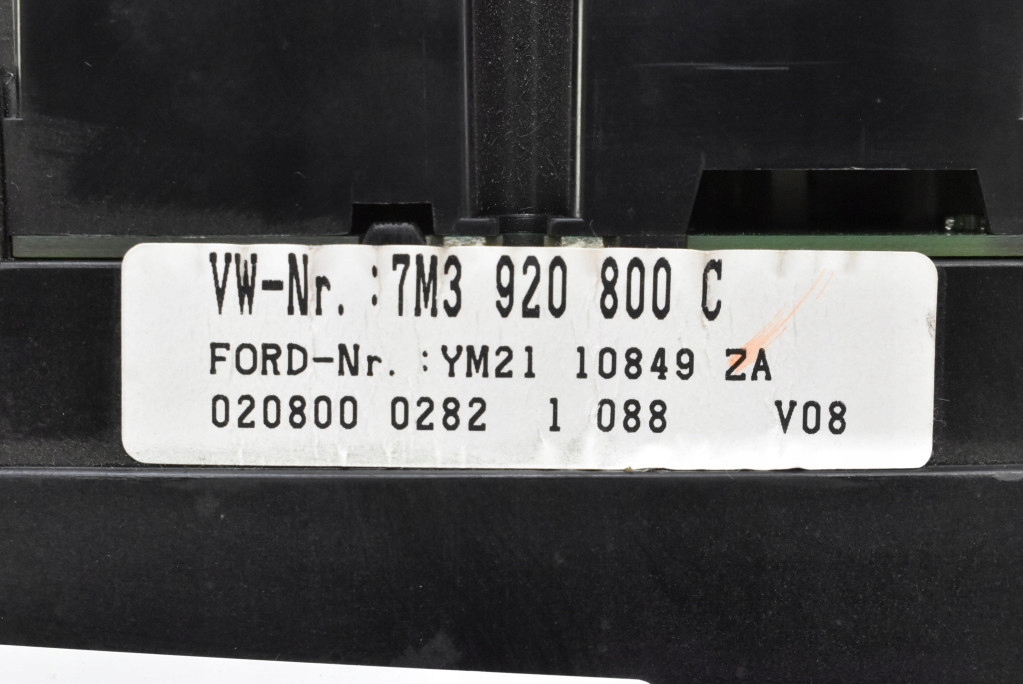 VW-Nr. :7M3 920 800 C
FORD-Nr. :YM21 10849 ZA
020800 0282 1 088 V08